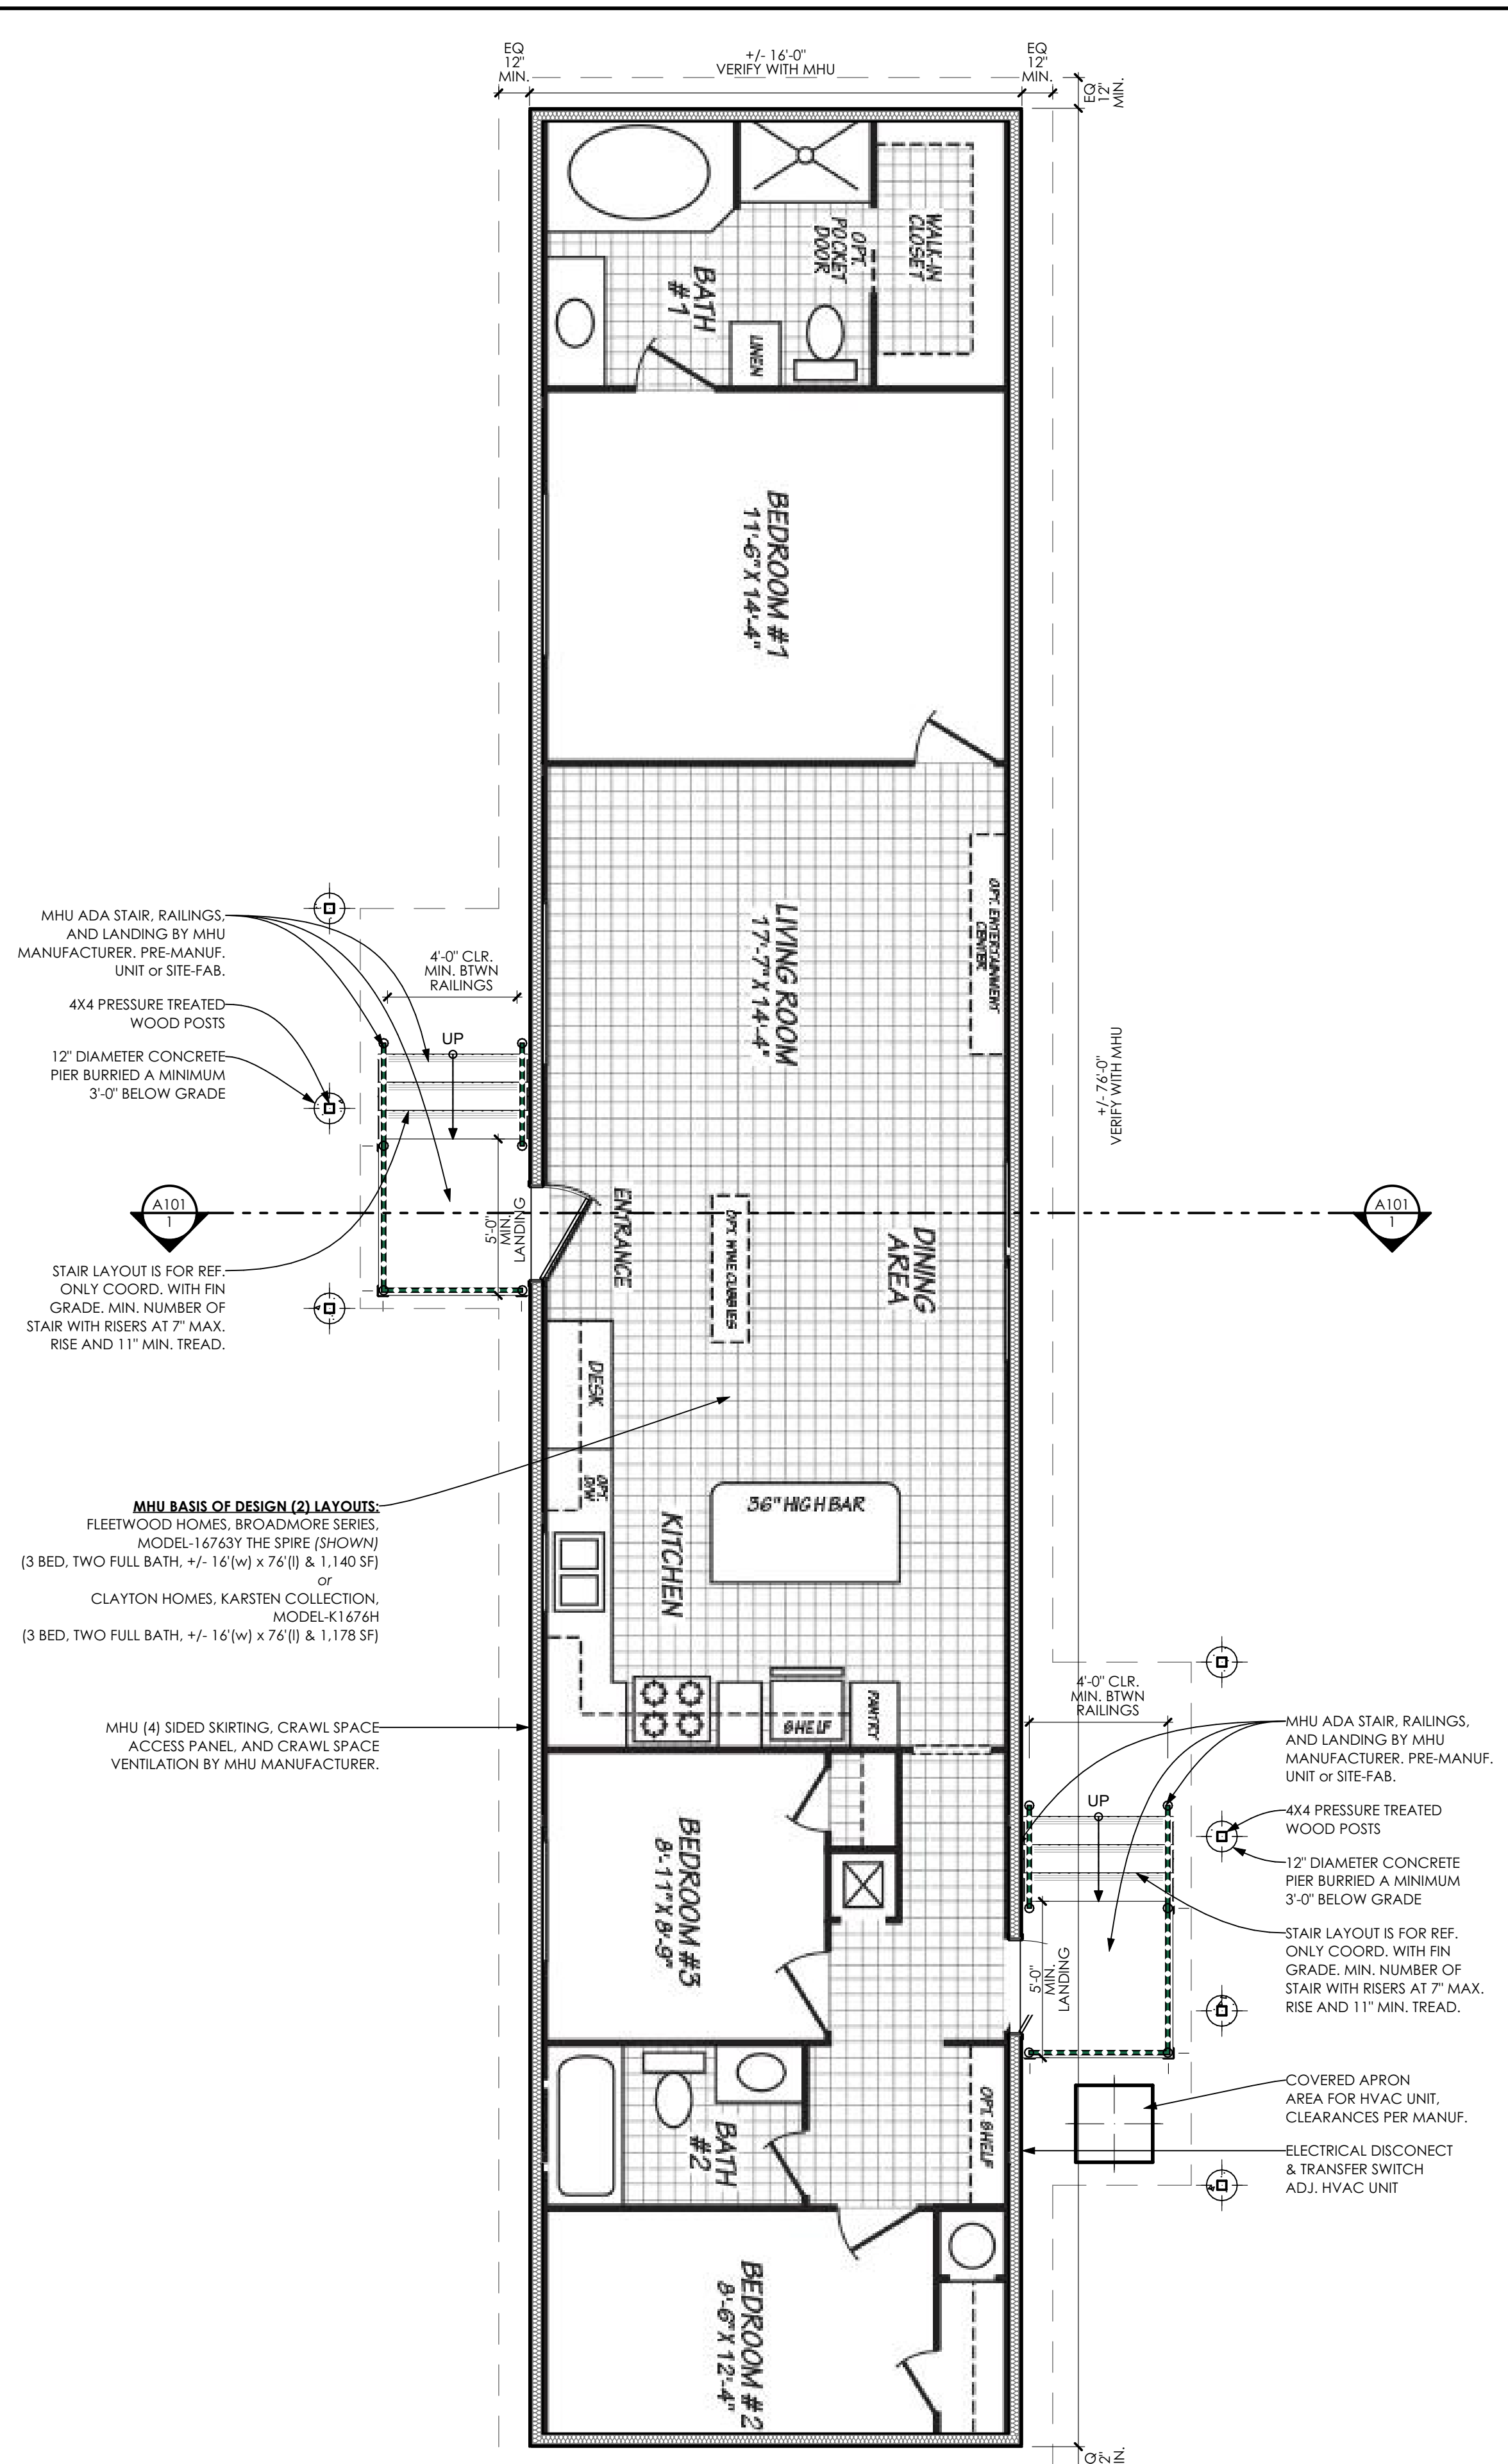 EQ
12"
MIN.
+/- 16'-0"
VERIFY WITH MHU
EQ
12"
MIN.
EQ
12"
MIN.
WALK-IN
CLOSET
OPT.
POCKET
DOOR
BATH
#1
LINEN
BEDROOM #1
11'-6" X 14'-4"
LIVING ROOM
17'-7" X 14'-4"
OPT. ENTERTAINMENT
CENTER
+/- 76'-0"
VERIFY WITH MHU
MHU ADA STAIR, RAILINGS,
AND LANDING BY MHU
MANUFACTURER. PRE-MANUF.
UNIT or SITE-FAB.
4X4 PRESSURE TREATED
WOOD POSTS
12" DIAMETER CONCRETE
PIER BURRIED A MINIMUM
3'-0" BELOW GRADE
4'-0" CLR.
MIN. BTWN
RAILINGS
UP
5'-0"
MIN.
LANDING
A101
1
A101
1
STAIR LAYOUT IS FOR REF.
ONLY COORD. WITH FIN
GRADE. MIN. NUMBER OF
STAIR WITH RISERS AT 7" MAX.
RISE AND 11" MIN. TREAD.
ENTRANCE
OPT. WINE CUBBIES
DINING
AREA
DESK
OPT.
D/W
36" HIGH BAR
KITCHEN
SHELF
PANTRY
MHU BASIS OF DESIGN (2) LAYOUTS:
FLEETWOOD HOMES, BROADMORE SERIES,
MODEL-16763Y THE SPIRE (SHOWN)
(3 BED, TWO FULL BATH, +/- 16'(w) x 76'(l) & 1,140 SF)
or
CLAYTON HOMES, KARSTEN COLLECTION,
MODEL-K1676H
(3 BED, TWO FULL BATH, +/- 16'(w) x 76'(l) & 1,178 SF)
MHU (4) SIDED SKIRTING, CRAWL SPACE
ACCESS PANEL, AND CRAWL SPACE
VENTILATION BY MHU MANUFACTURER.
4'-0" CLR.
MIN. BTWN
RAILINGS
UP
5'-0"
MIN.
LANDING
MHU ADA STAIR, RAILINGS,
AND LANDING BY MHU
MANUFACTURER. PRE-MANUF.
UNIT or SITE-FAB.
4X4 PRESSURE TREATED
WOOD POSTS
12" DIAMETER CONCRETE
PIER BURRIED A MINIMUM
3'-0" BELOW GRADE
STAIR LAYOUT IS FOR REF.
ONLY COORD. WITH FIN
GRADE. MIN. NUMBER OF
STAIR WITH RISERS AT 7" MAX.
RISE AND 11" MIN. TREAD.
COVERED APRON
AREA FOR HVAC UNIT,
CLEARANCES PER MANUF.
ELECTRICAL DISCONECT
& TRANSFER SWITCH
ADJ. HVAC UNIT
BEDROOM #3
8'-11" X 8'-9"
BATH
#2
OPT. SHELF
BEDROOM #2
8'-6" X 12'-4"